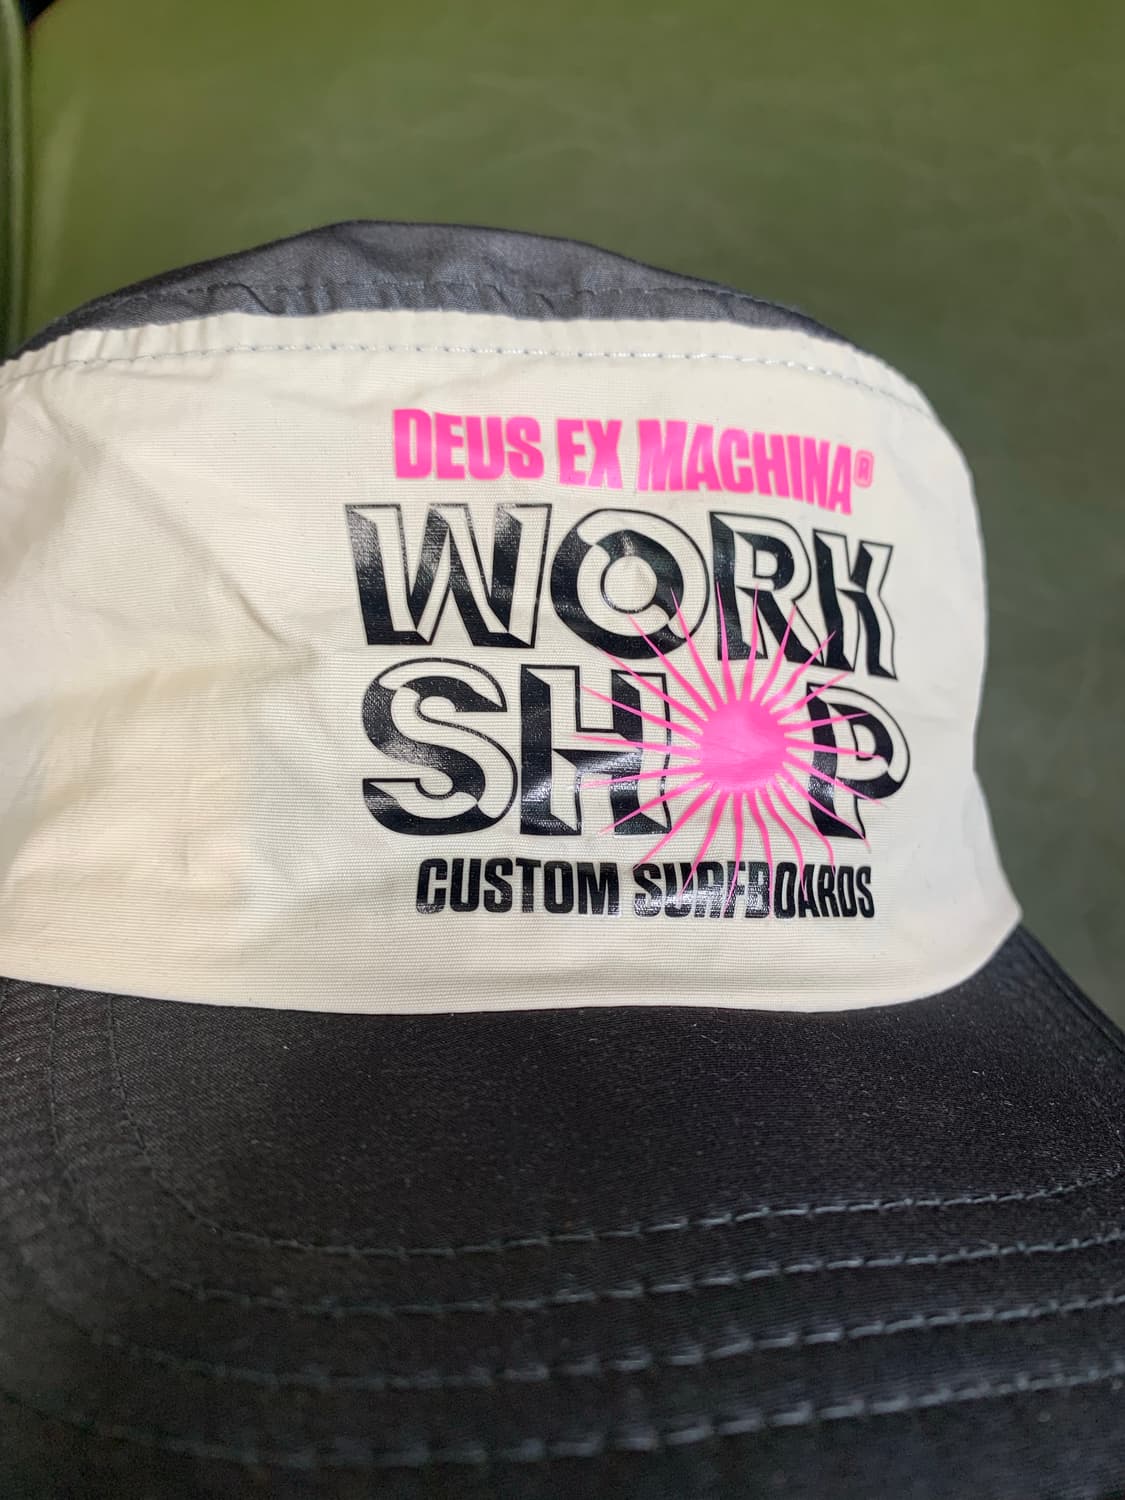 DEUS EX MACHINA®
WORK
SHOP
CUSTOM SURFBOARDS